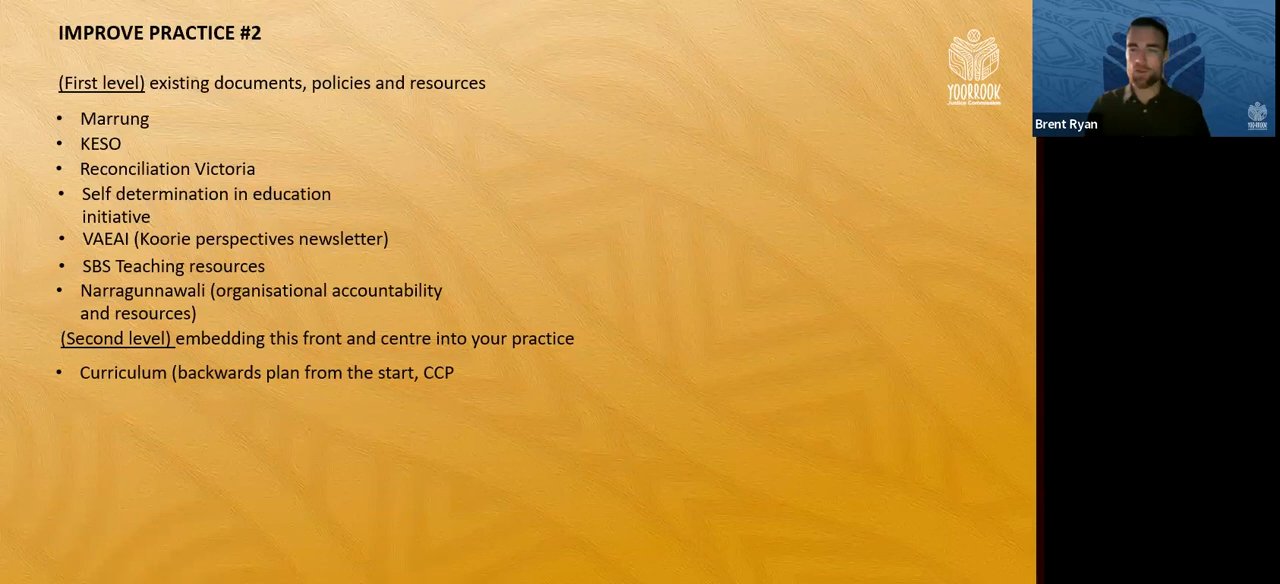 IMPROVE PRACTICE #2
(First level) existing documents, policies and resources
• Marrung
• KESO
• Reconciliation Victoria
• Self determination in education
initiative
• VAEAI (Koorie perspectives newsletter)
• SBS Teaching resources
• Narragunnawali (organisational accountability
and resources)
(Second level) embedding this front and centre into your practice
• Curriculum (backwards plan from the start, CCP
YOORROOK
Justice Commission
Brent Ryan